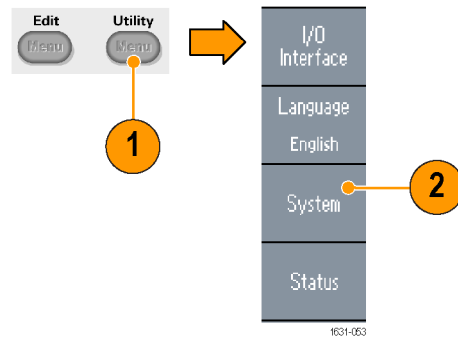 Edit Utility
Menu Menu
1
I/O
Interface
Language
English
System
2
Status
1631-053